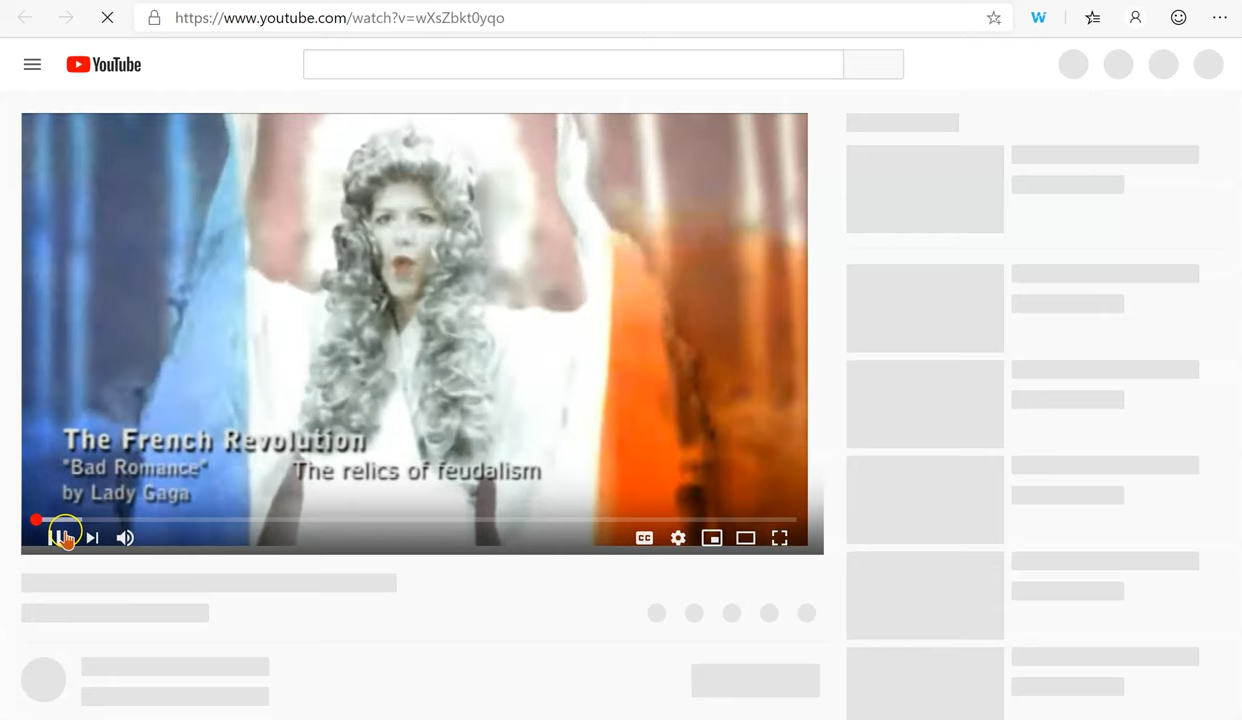 https://www.youtube.com/watch?v=wXsZbkt0yqo
W
YouTube
The French Revolution
"Bad Romance"
The relics of feudalism
by Lady Gaga
CC